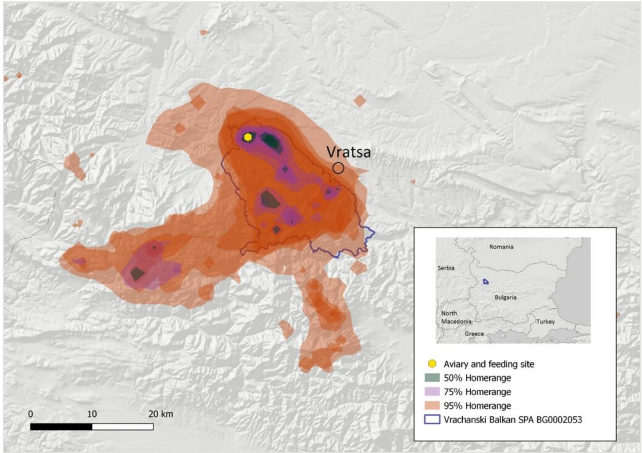 Vratsa
Romania
Serbia
Bulgaria
North
Macedonia
Turkey
Greece
Aviary and feeding site
50% Homerange
75% Homerange
95% Homerange
Vrachanski Balkan SPA BG0002053
0 10 20 km